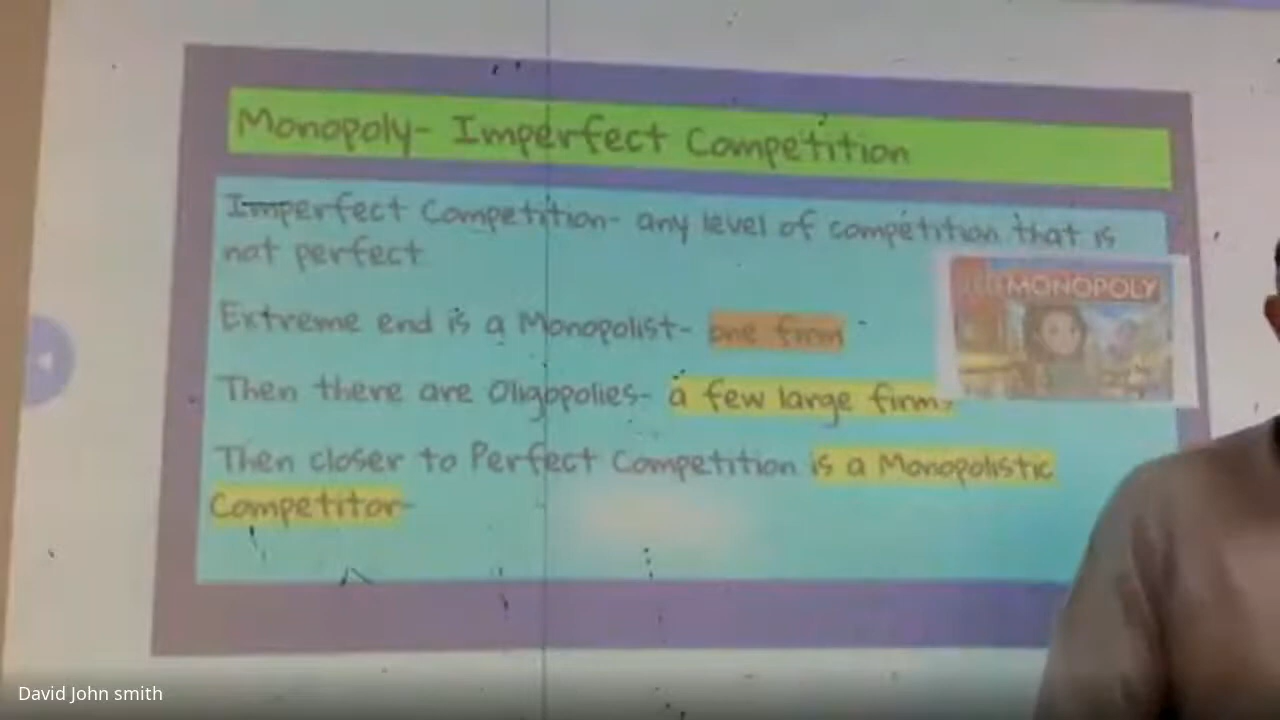 Monopoly- Imperfect Competition
Imperfect Competition- any level of competition that is
not perfect
MONOPOLY
Extreme end is a Monopolist- one firm
Then there are Oligopolies- a few large firms
Then closer to Perfect Competition is a Monopolistic
Competitor-
David John smith